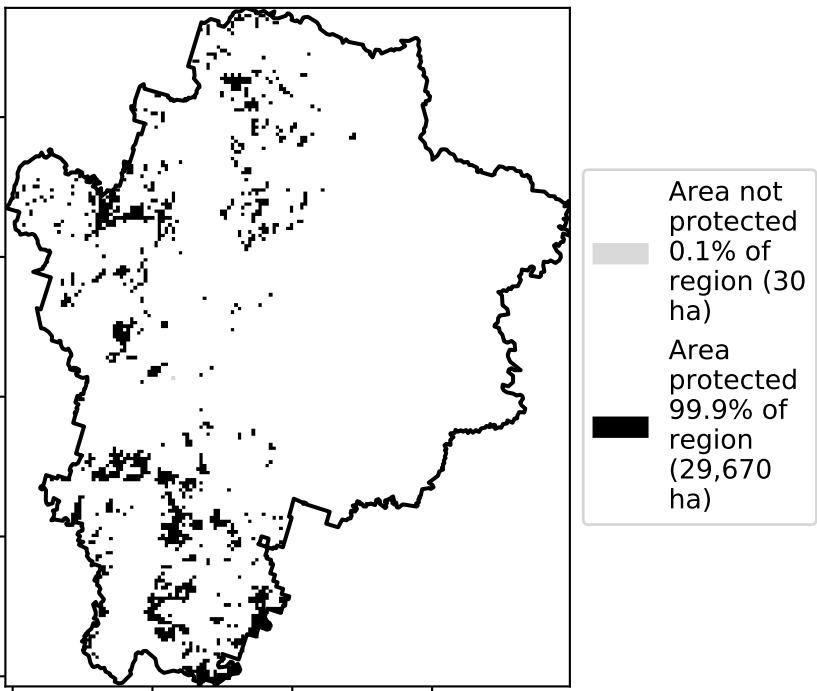 Area not
protected
0.1% of
region (30
ha)
Area
protected
99.9% of
region
(29,670
ha)